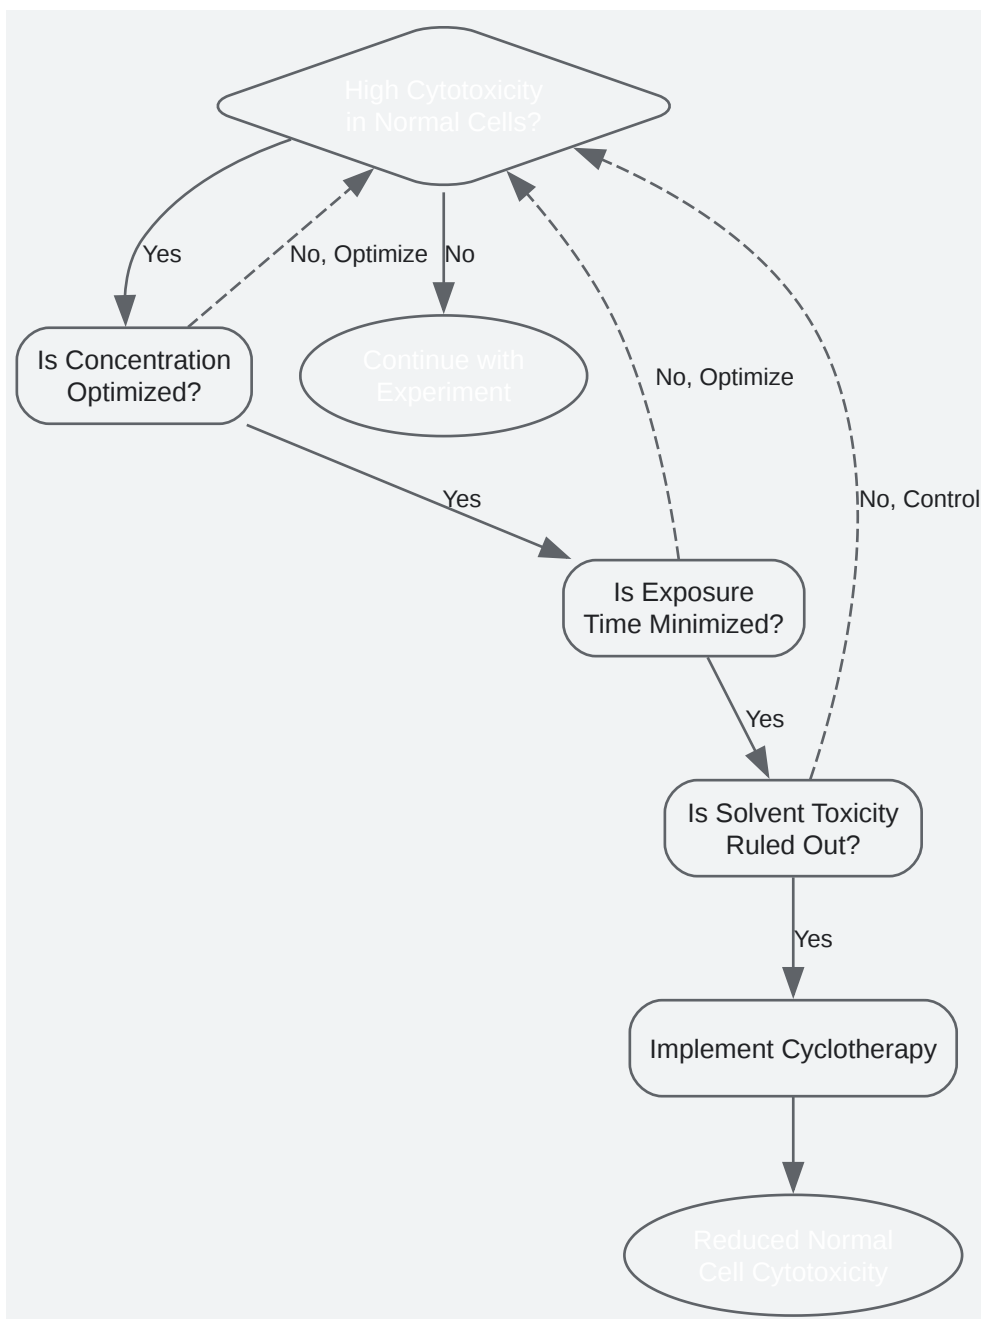 High Cytotoxicity
in Normal Cells?
Yes
No, Optimize
No
Is Concentration
Optimized?
Continue with
Experiment
No, Optimize
Yes
No, Control
Is Exposure
Time Minimized?
Yes
Is Solvent Toxicity
Ruled Out?
Yes
Implement Cyclotherapy
Reduced Normal
Cell Cytotoxicity